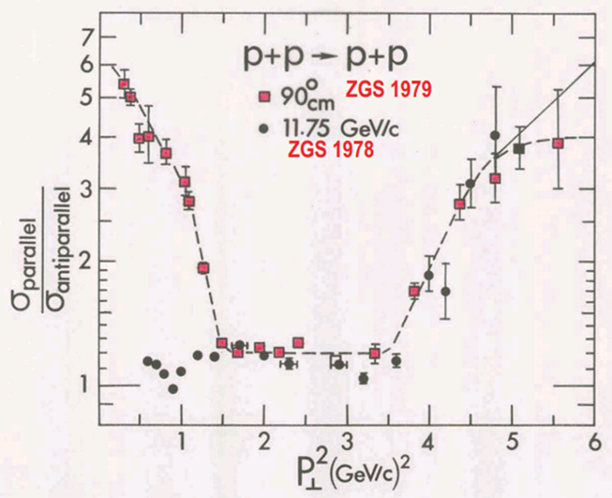 p+p → p+p
90°cm ZGS 1979
11.75 GeV/c
ZGS 1978
σparallel
σantiparallel
7
6
5
4
3
2
1
1 2 3 4 5 6
P⊥² (GeV/c)²